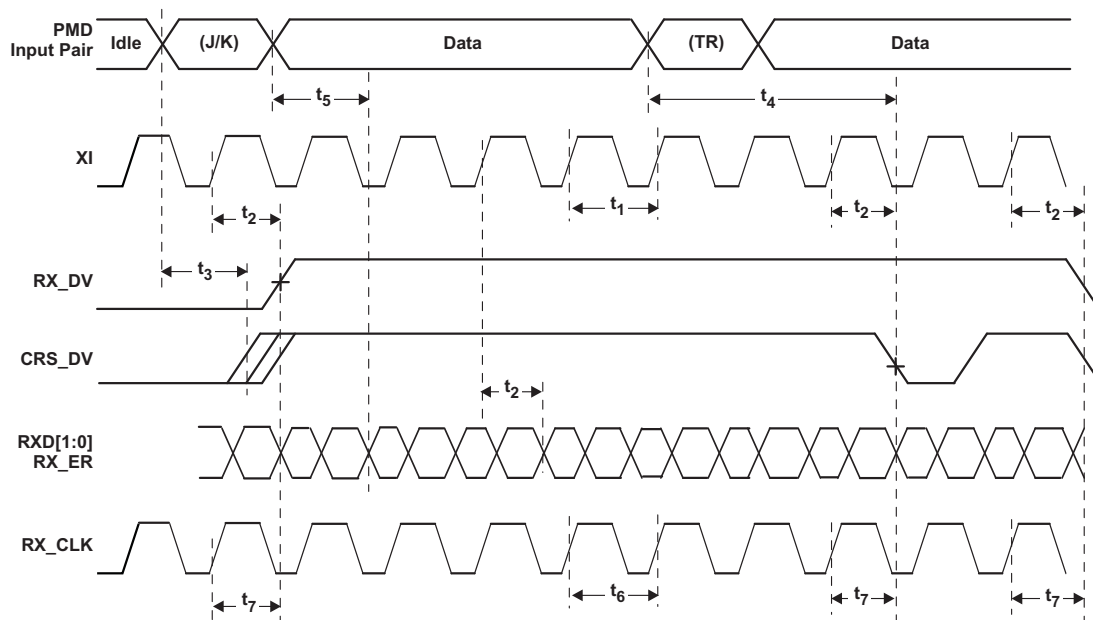 PMD
Input Pair
Idle
(J/K)
Data
(TR)
Data
t5
t4
XI
t2
t1
t2
t2
t3
RX_DV
CRS_DV
t2
RXD[1:0]
RX_ER
RX_CLK
t7
t6
t7
t7